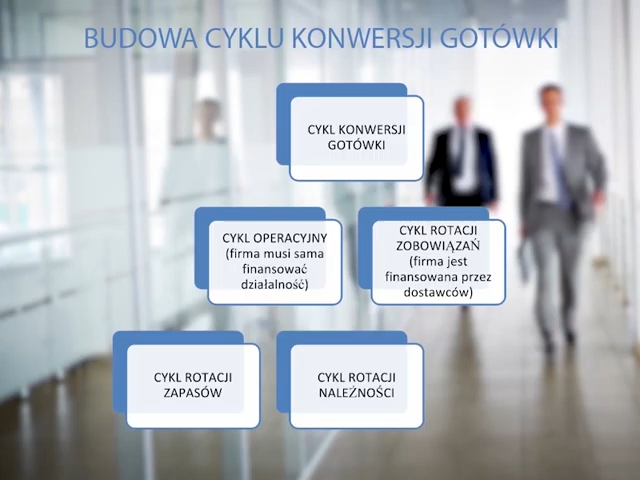 BUDOWA CYKLU KONWERSJI GOTÓWKI
CYKL KONWERSJI
GOTÓWKI
CYKL OPERACYJNY
(firma musi sama
finansować
działalność)
CYKL ROTACJI
ZOBOWIĄZAŃ
(firma jest
finansowana przez
dostawców)
CYKL ROTACJI
ZAPASÓW
CYKL ROTACJI
NALEŻNOŚCI